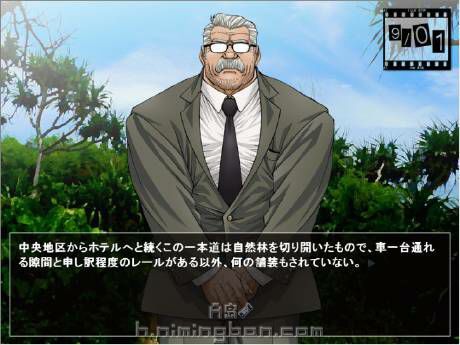 9/01
中央地区からホテルへと続くこの一本道は自然林を切り開いたもので、車一台通れ
る隙間と申し訳程度のレールがある以外、何の舗装もされていない。
A岛
h.nimingban.com